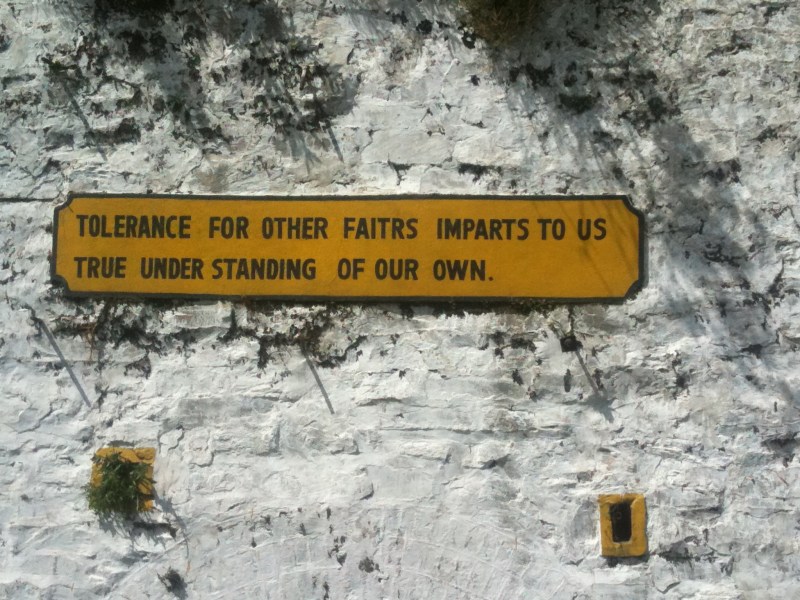 TOLERANCE FOR OTHER FAITRS IMPARTS TO US
TRUE UNDER STANDING OF OUR OWN.